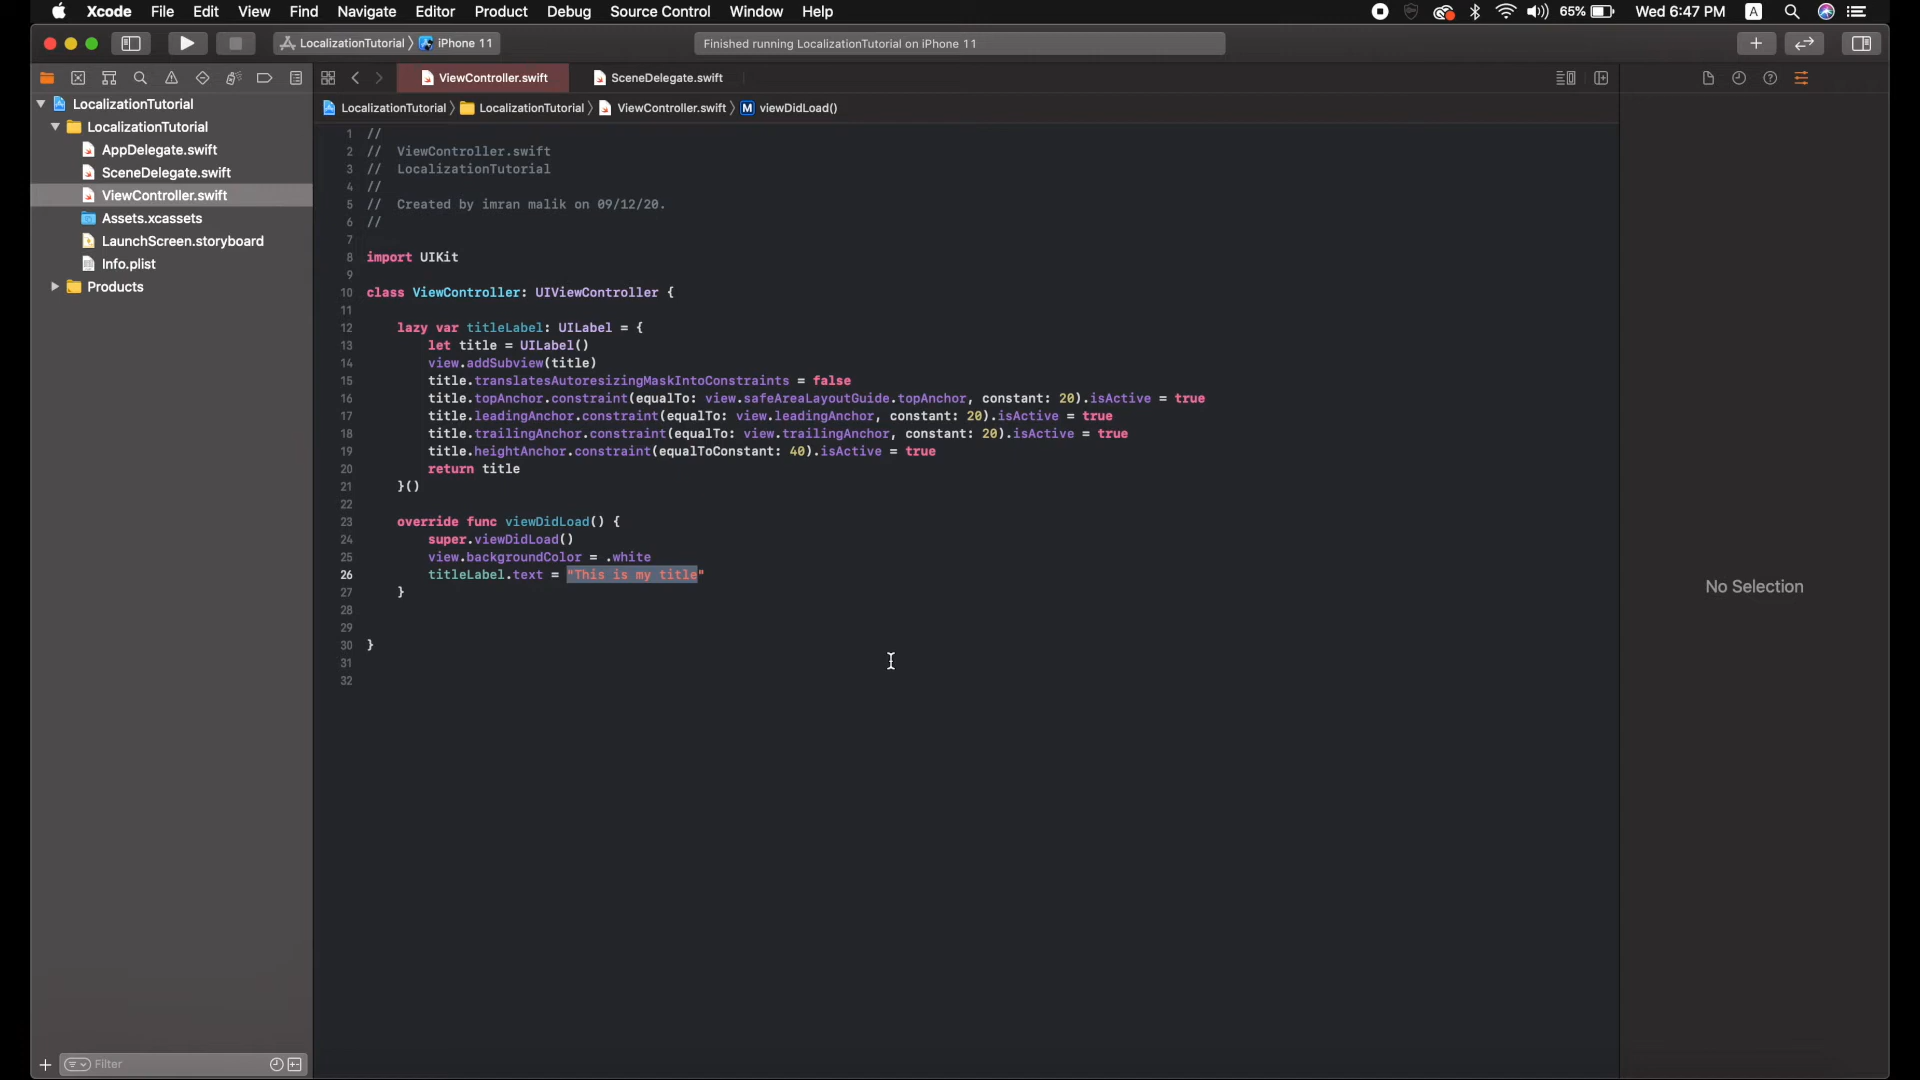 Xcode File Edit View Find Navigate Editor Product Debug Source Control Window Help 65% Wed 6:47 PM A
LocalizationTutorial iPhone 11 Finished running LocalizationTutorial on iPhone 11
ViewController.swift SceneDelegate.swift
LocalizationTutorial LocalizationTutorial ViewController.swift M viewDidLoad()
LocalizationTutorial
LocalizationTutorial
AppDelegate.swift
SceneDelegate.swift
ViewController.swift
Assets.xcassets
LaunchScreen.storyboard
Info.plist
Products
1 //
2 // ViewController.swift
3 // LocalizationTutorial
4 //
5 // Created by imran malik on 09/12/20.
6 //
7
8 import UIKit
9
10 class ViewController: UIViewController {
11
12 lazy var titleLabel: UILabel = {
13 let title = UILabel()
14 view.addSubview(title)
15 title.translatesAutoresizingMaskIntoConstraints = false
16 title.topAnchor.constraint(equalTo: view.safeAreaLayoutGuide.topAnchor, constant: 20).isActive = true
17 title.leadingAnchor.constraint(equalTo: view.leadingAnchor, constant: 20).isActive = true
18 title.trailingAnchor.constraint(equalTo: view.trailingAnchor, constant: 20).isActive = true
19 title.heightAnchor.constraint(equalToConstant: 40).isActive = true
20 return title
21 }()
22
23 override func viewDidLoad() {
24 super.viewDidLoad()
25 view.backgroundColor = .white
26 titleLabel.text = "This is my title"
27 }
28
29
30 }
31
32
No Selection
Filter